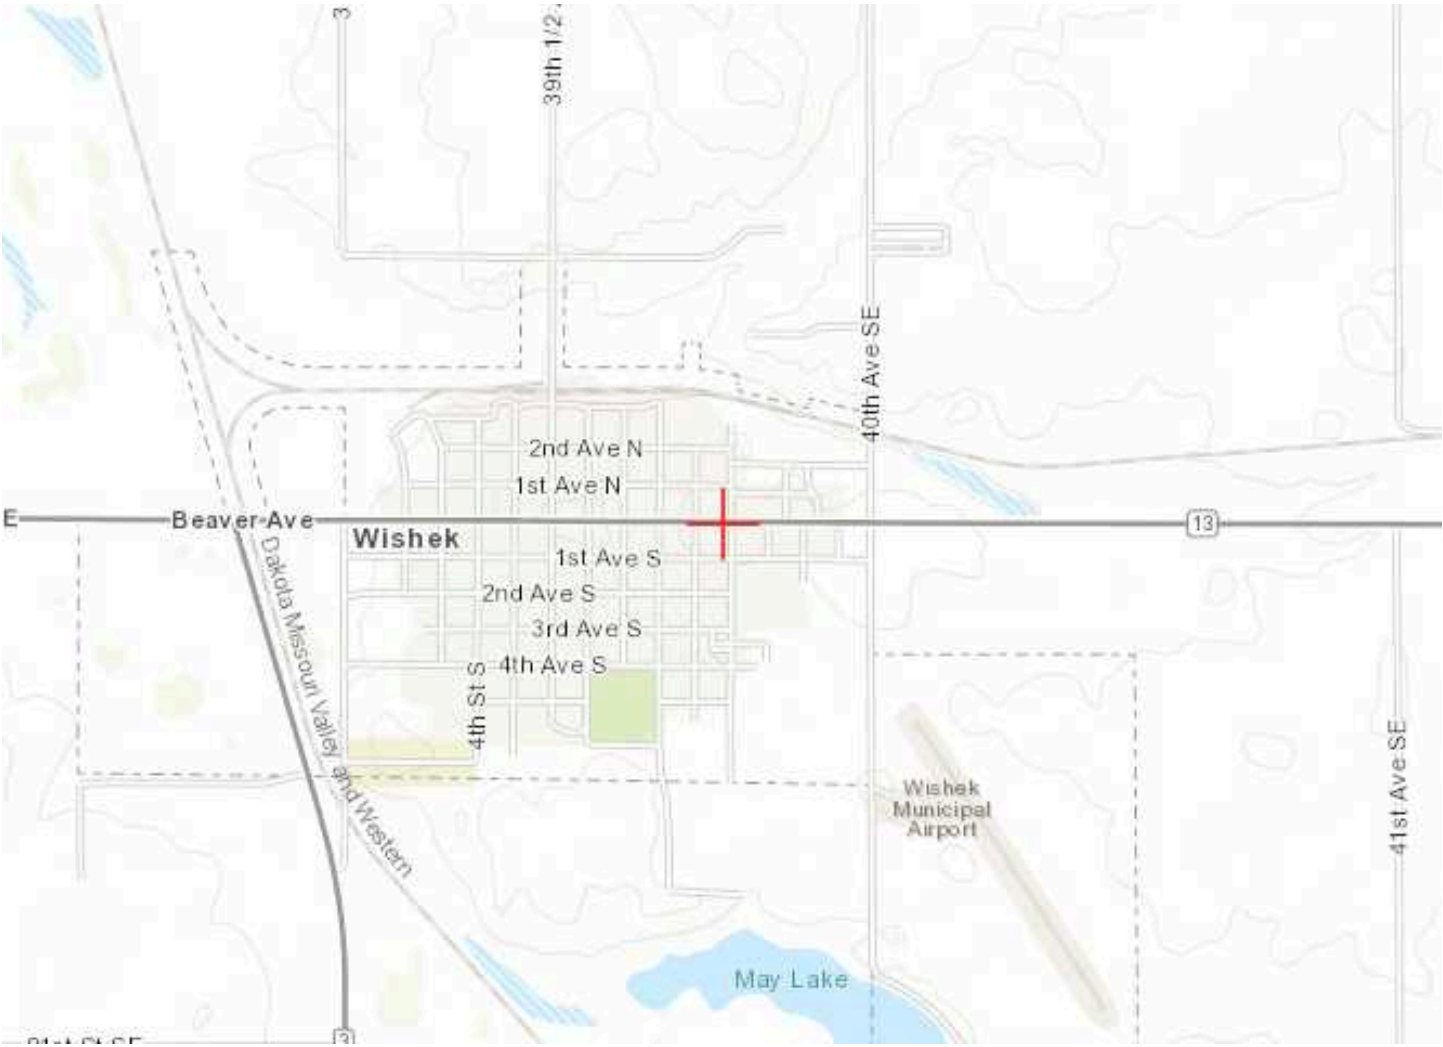 3
39th 1/2
40th Ave SE
2nd Ave N
1st Ave N
E
Beaver Ave
Wishek
13
1st Ave S
2nd Ave S
3rd Ave S
4th Ave S
4th St S
Dakota Missouri Valley and Western
Wishek
Municipal
Airport
41st Ave SE
May Lake
3